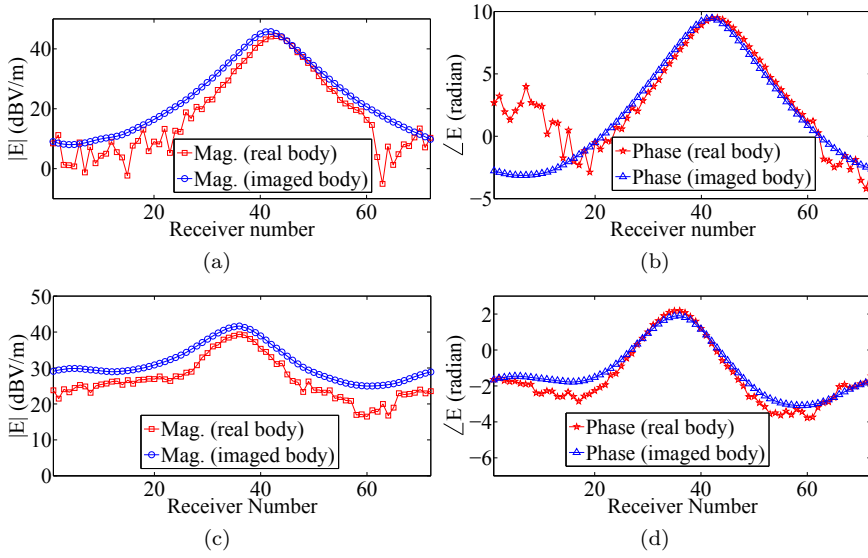 40
20
0
|E| (dBV/m)
Mag. (real body)
Mag. (imaged body)
20 40 60
Receiver number
(a)
10
5
0
−5
∠E (radian)
Phase (real body)
Phase (imaged body)
20 40 60
Receiver number
(b)
50
40
30
20
10
0
|E| (dBV/m)
Mag. (real body)
Mag. (imaged body)
20 40 60
Receiver Number
(c)
2
0
−2
−4
−6
∠E (radian)
Phase (real body)
Phase (imaged body)
20 40 60
Receiver Number
(d)